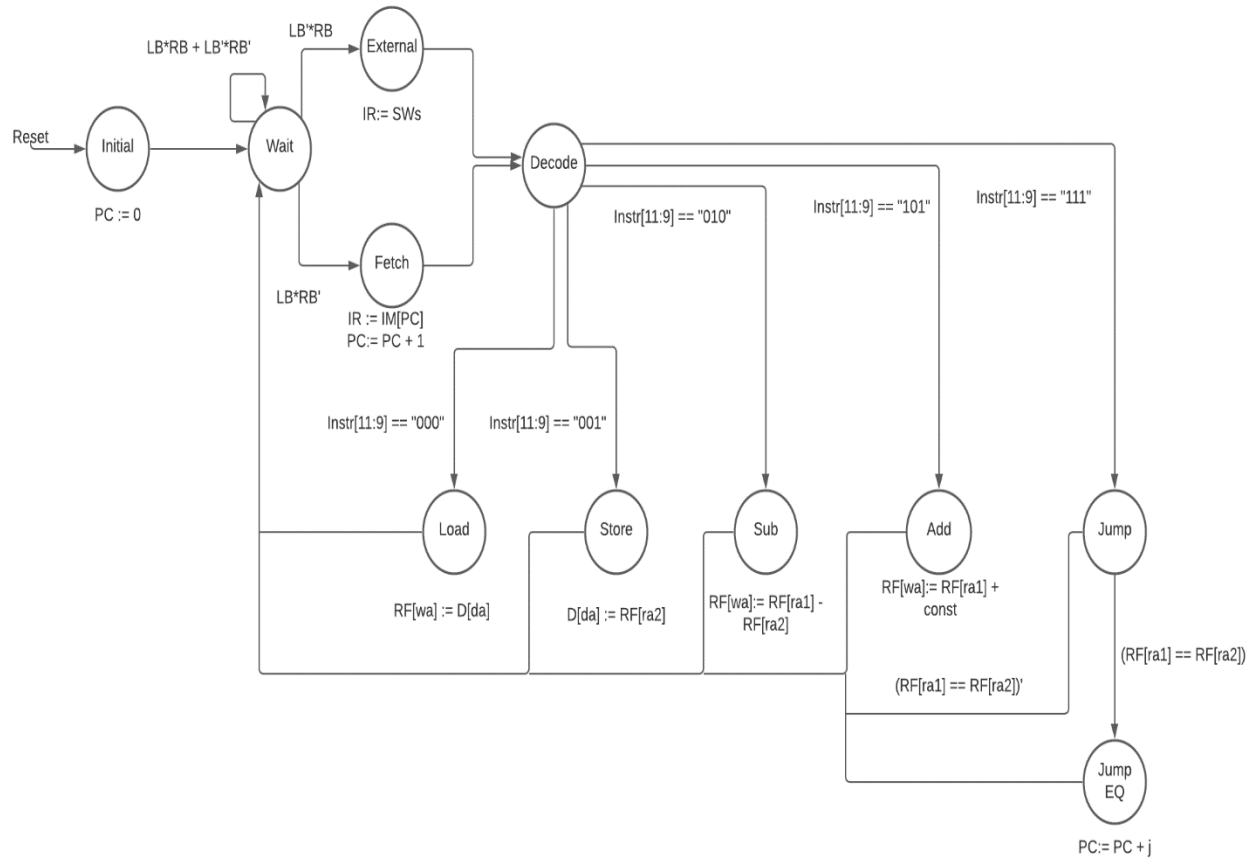 LB'*RB
External
LB*RB + LB'*RB'
IR:= SWs
Reset
Initial
Wait
Decode
PC := 0
Instr[11:9] == "010"
Instr[11:9] == "101"
Instr[11:9] == "111"
Fetch
LB*RB'
IR := IM[PC]
PC:= PC + 1
Instr[11:9] == "000"
Instr[11:9] == "001"
Load
Store
Sub
Add
Jump
RF[wa] := D[da]
D[da] := RF[ra2]
RF[wa]:= RF[ra1] -
RF[ra2]
RF[wa]:= RF[ra1] +
const
(RF[ra1] == RF[ra2])
(RF[ra1] == RF[ra2])'
Jump
EQ
PC:= PC + j